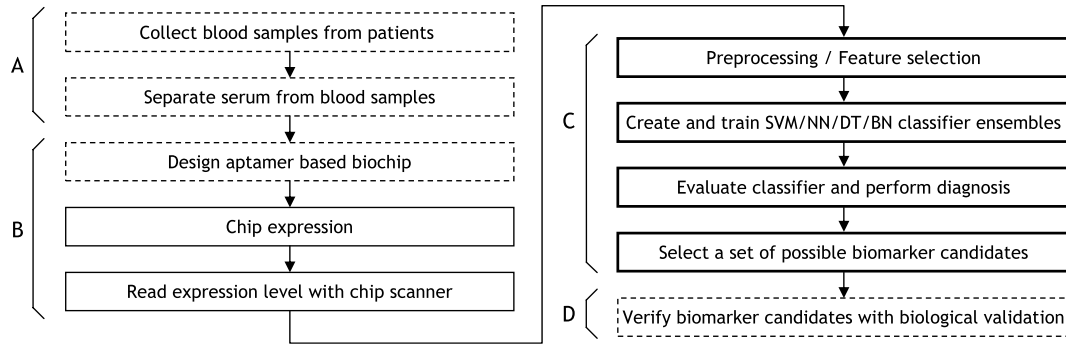 A
Collect blood samples from patients
Separate serum from blood samples
B
Design aptamer based biochip
Chip expression
Read expression level with chip scanner
C
Preprocessing / Feature selection
Create and train SVM/NN/DT/BN classifier ensembles
Evaluate classifier and perform diagnosis
Select a set of possible biomarker candidates
D
Verify biomarker candidates with biological validation